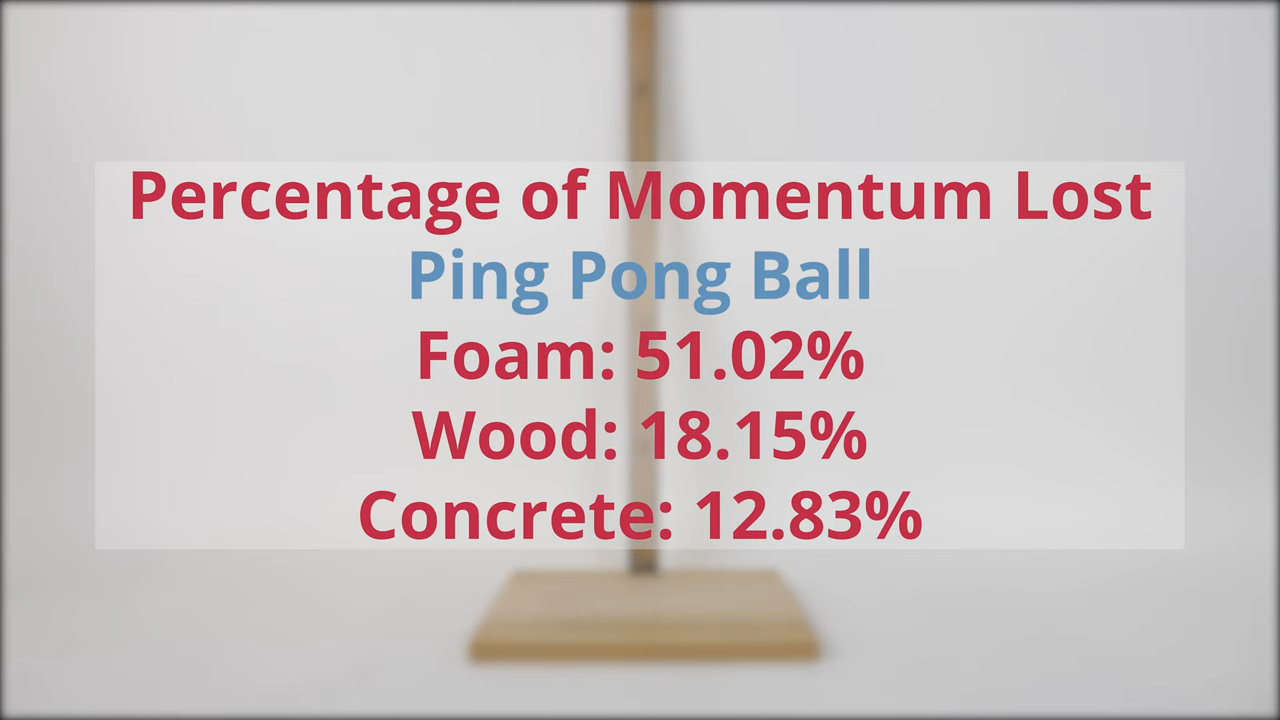 Percentage of Momentum Lost
Ping Pong Ball
Foam: 51.02%
Wood: 18.15%
Concrete: 12.83%